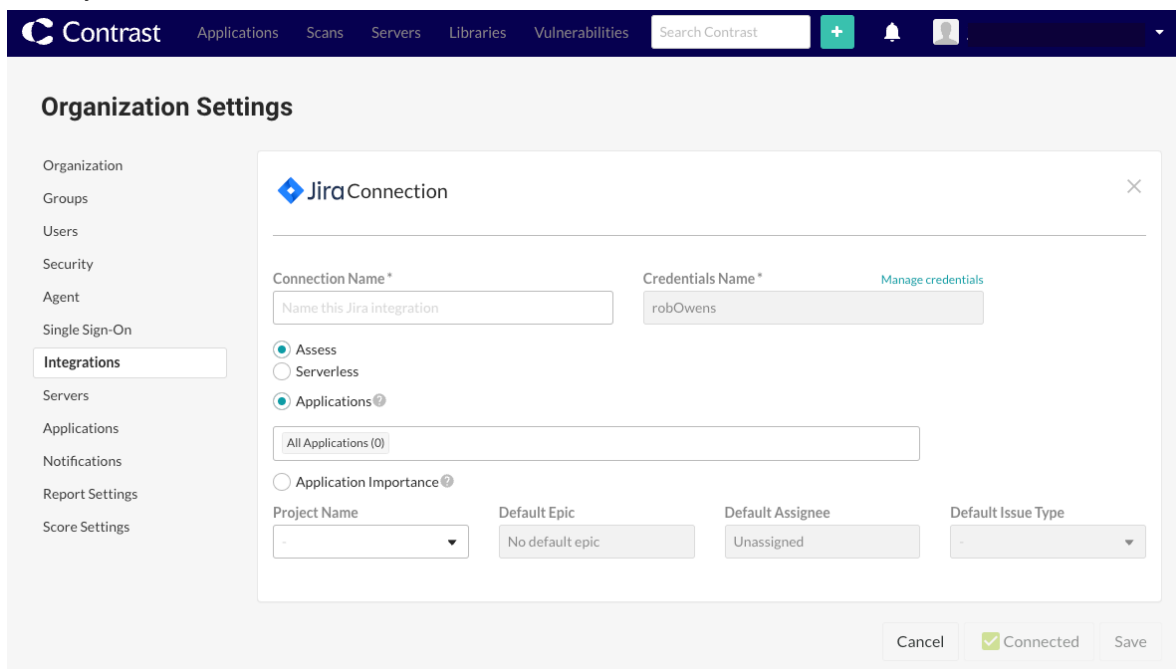 Contrast Applications Scans Servers Libraries Vulnerabilities Search Contrast +
Organization Settings
Organization
Groups
Users
Security
Agent
Single Sign-On
Integrations
Servers
Applications
Notifications
Report Settings
Score Settings
Jira Connection
Connection Name *
Name this Jira integration
Credentials Name * Manage credentials
robOwens
Assess
Serverless
Applications ?
All Applications (0)
Application Importance ?
Project Name Default Epic Default Assignee Default Issue Type
- No default epic Unassigned -
Cancel Connected Save